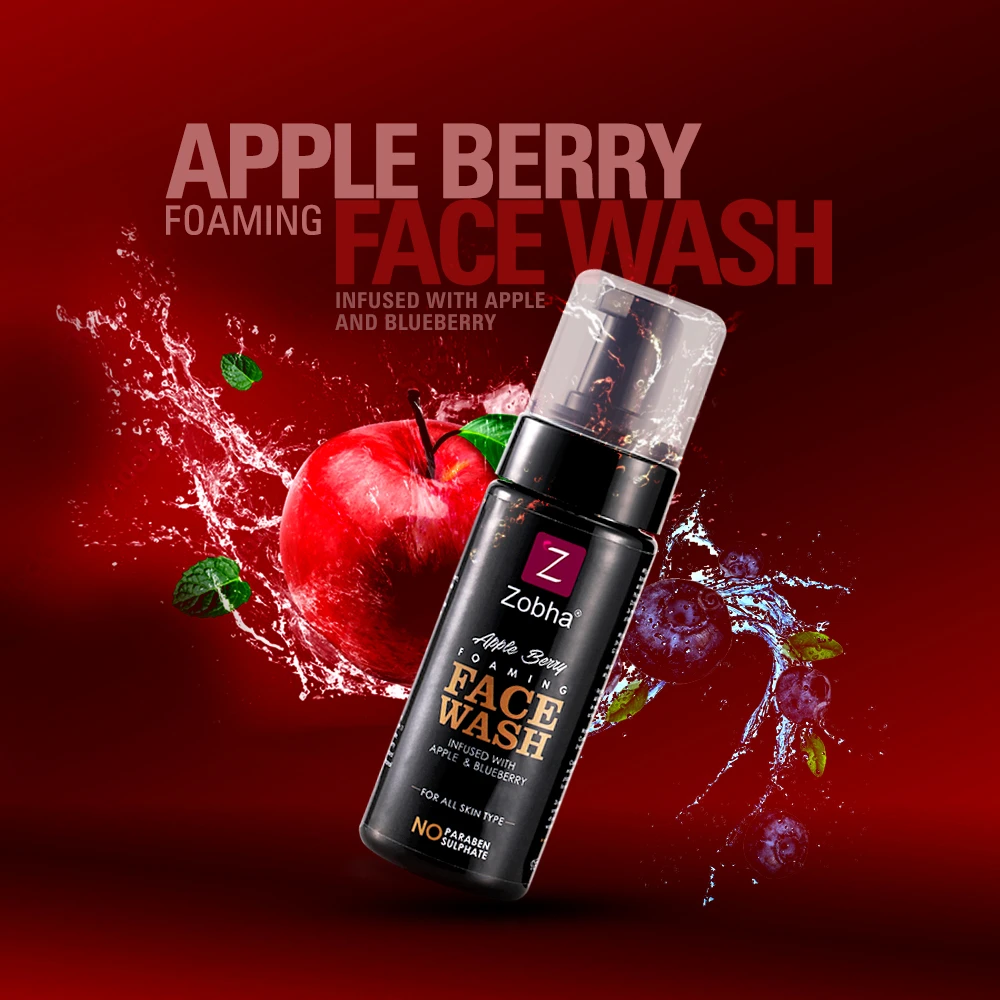 APPLE BERRY
FOAMING FACE WASH
INFUSED WITH APPLE
AND BLUEBERRY
Z
Zobha®
Apple Berry
FOAMING
FACE
WASH
INFUSED WITH
APPLE & BLUEBERRY
—FOR ALL SKIN TYPE—
NO PARABEN
SULPHATE